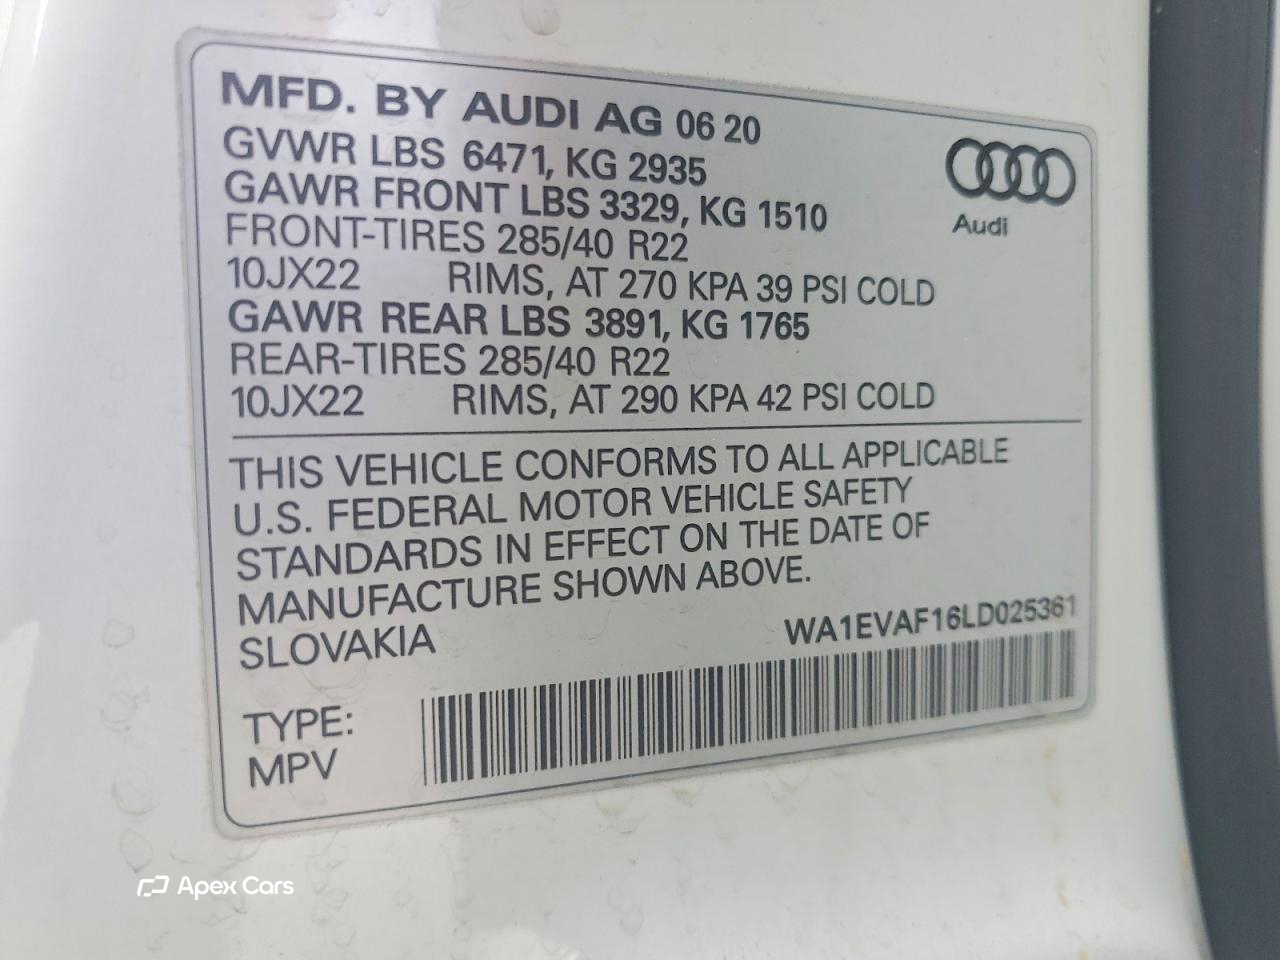 MFD. BY AUDI AG 06 20
GVWR LBS 6471, KG 2935
GAWR FRONT LBS 3329, KG 1510
FRONT-TIRES 285/40 R22
10JX22 RIMS, AT 270 KPA 39 PSI COLD
GAWR REAR LBS 3891, KG 1765
REAR-TIRES 285/40 R22
10JX22 RIMS, AT 290 KPA 42 PSI COLD
Audi
THIS VEHICLE CONFORMS TO ALL APPLICABLE
U.S. FEDERAL MOTOR VEHICLE SAFETY
STANDARDS IN EFFECT ON THE DATE OF
MANUFACTURE SHOWN ABOVE.
SLOVAKIA
WA1EVAF16LD025361
TYPE:
MPV
Apex Cars